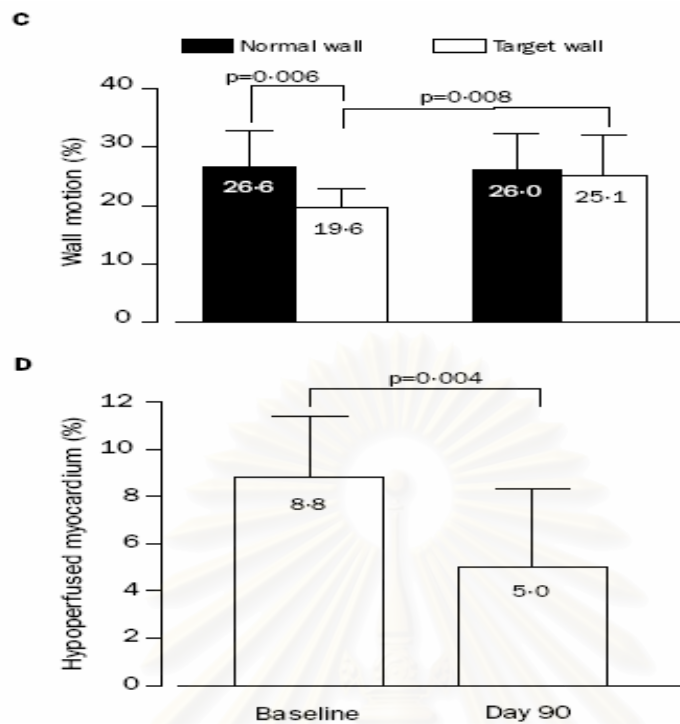 C
Normal wall Target wall
p=0·006
p=0·008
Wall motion (%)
40
30
20
10
0
26·6
19·6
26·0
25·1
D
p=0·004
Hypoperfused myocardium (%)
12
10
8
6
4
2
0
8·8
5·0
Baseline Day 90